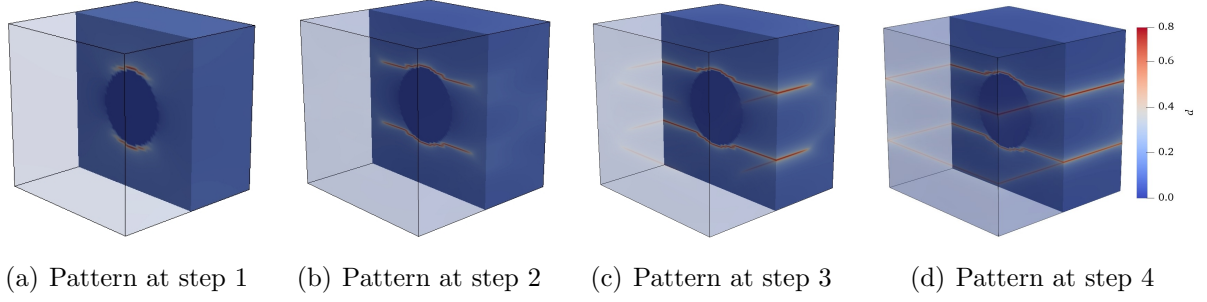 0.8
0.6
0.4
d
0.2
0.0
(a) Pattern at step 1
(b) Pattern at step 2
(c) Pattern at step 3
(d) Pattern at step 4